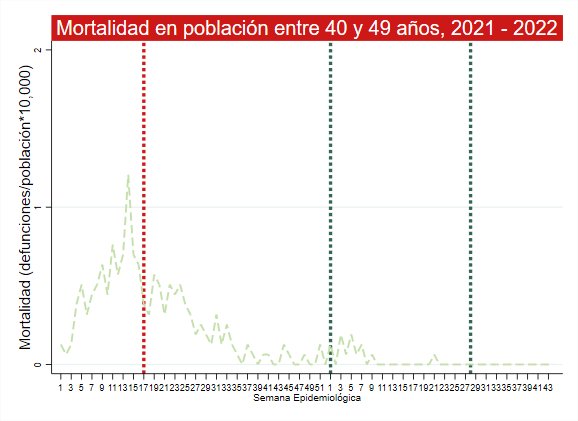 Mortalidad en población entre 40 y 49 años, 2021 - 2022
Mortalidad (defunciones/población*10,000)
2
1
0
1 3 5 7 9 11 13 15 17 19 21 23 25 27 29 31 33 35 37 39 41 43 45 47 49 51 1 3 5 7 9 11 13 15 17 19 21 23 25 27 29 31 33 35 37 39 41 43
Semana Epidemiológica